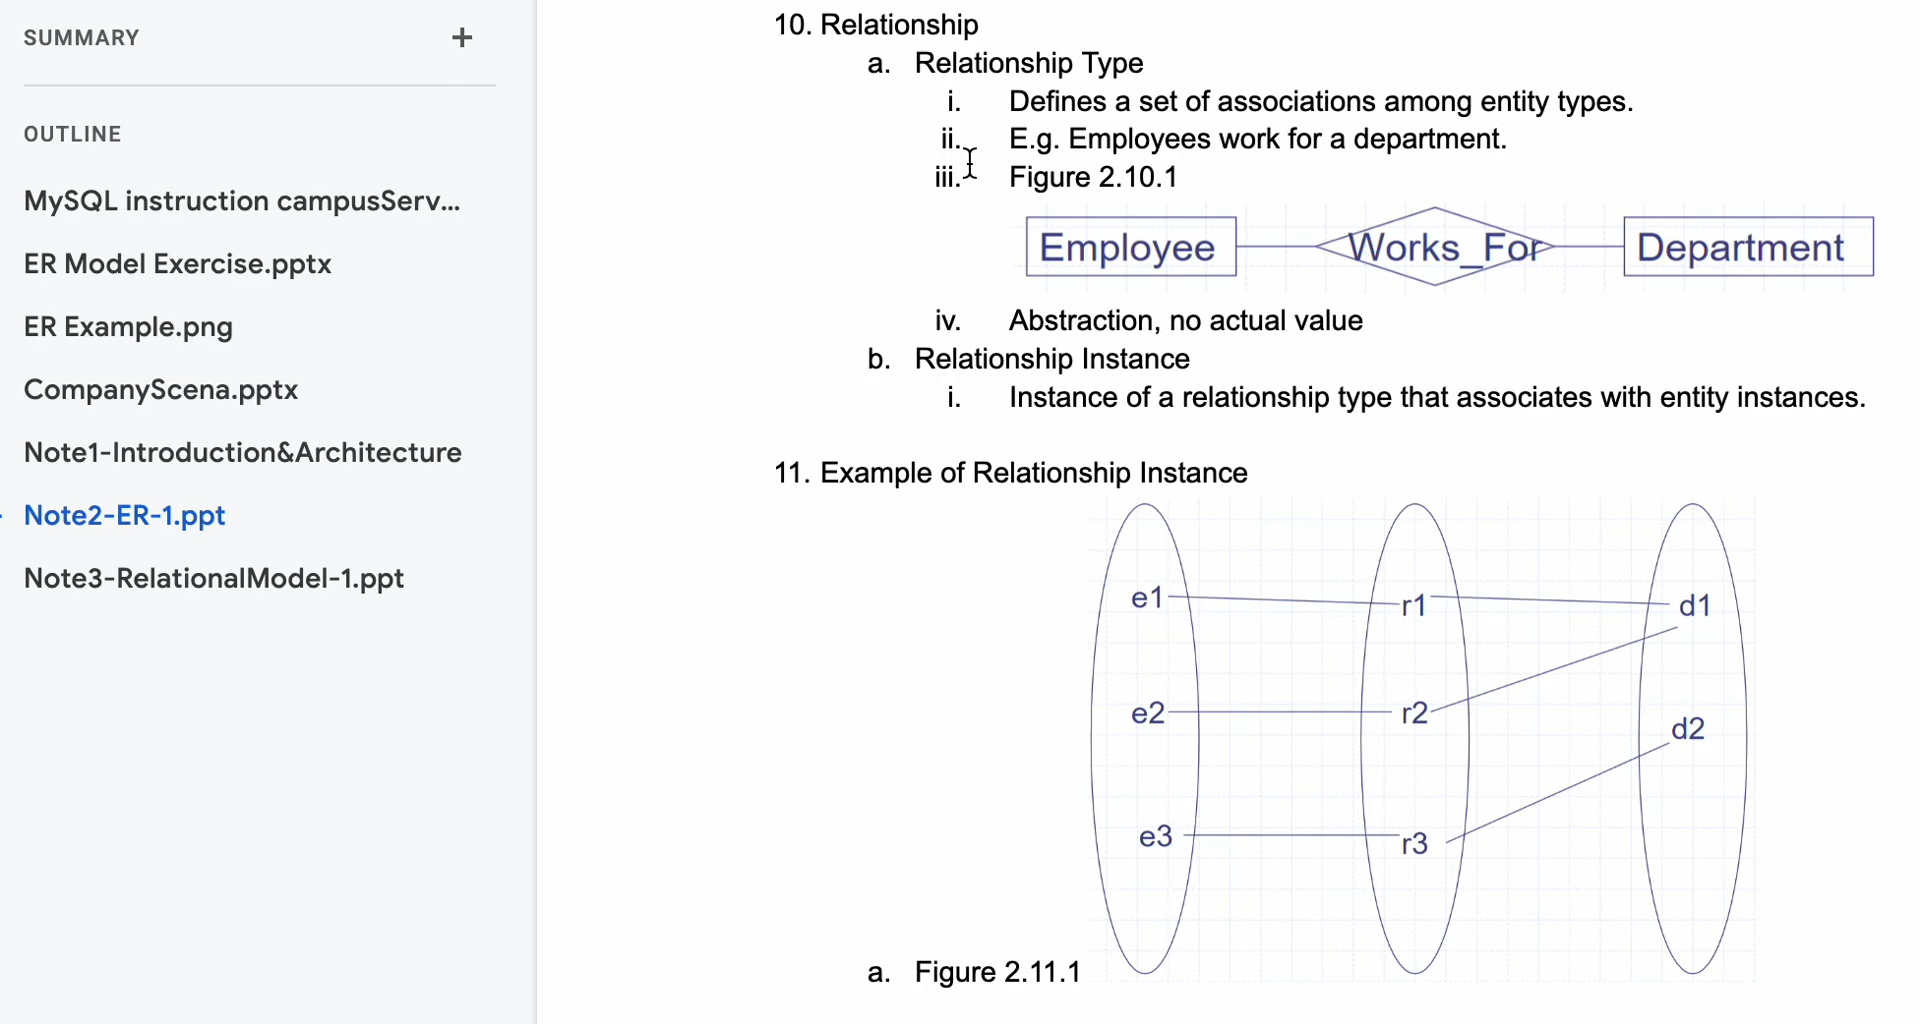 SUMMARY +
OUTLINE
MySQL instruction campusServ...
ER Model Exercise.pptx
ER Example.png
CompanyScena.pptx
Note1-Introduction&Architecture
Note2-ER-1.ppt
Note3-RelationalModel-1.ppt
10. Relationship
a. Relationship Type
i. Defines a set of associations among entity types.
ii. E.g. Employees work for a department.
iii. Figure 2.10.1
Employee Works_For Department
iv. Abstraction, no actual value
b. Relationship Instance
i. Instance of a relationship type that associates with entity instances.
11. Example of Relationship Instance
e1 r1 d1
e2 r2 d2
e3 r3
a. Figure 2.11.1